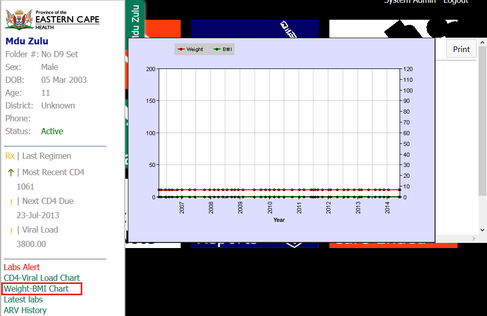 System Admin Logout
Province of the
EASTERN CAPE
HEALTH
Mdu Zulu
Folder #: No D9 Set
Sex: Male
DOB: 05 Mar 2003
Age: 11
District: Unknown
Phone:
Status: Active
Rx | Last Regimen
| Most Recent CD4
1061
! | Next CD4 Due
23-Jul-2013
! | Viral Load
3800.00
Labs Alert
CD4-Viral Load Chart
Weight-BMI Chart
Latest labs
ARV History
Mdu Zulu
Print
Weight BMI
200
150
100
50
0
120
110
100
90
80
70
60
50
40
30
20
10
0
2007 2008 2009 2010 2011 2012 2013 2014
Year